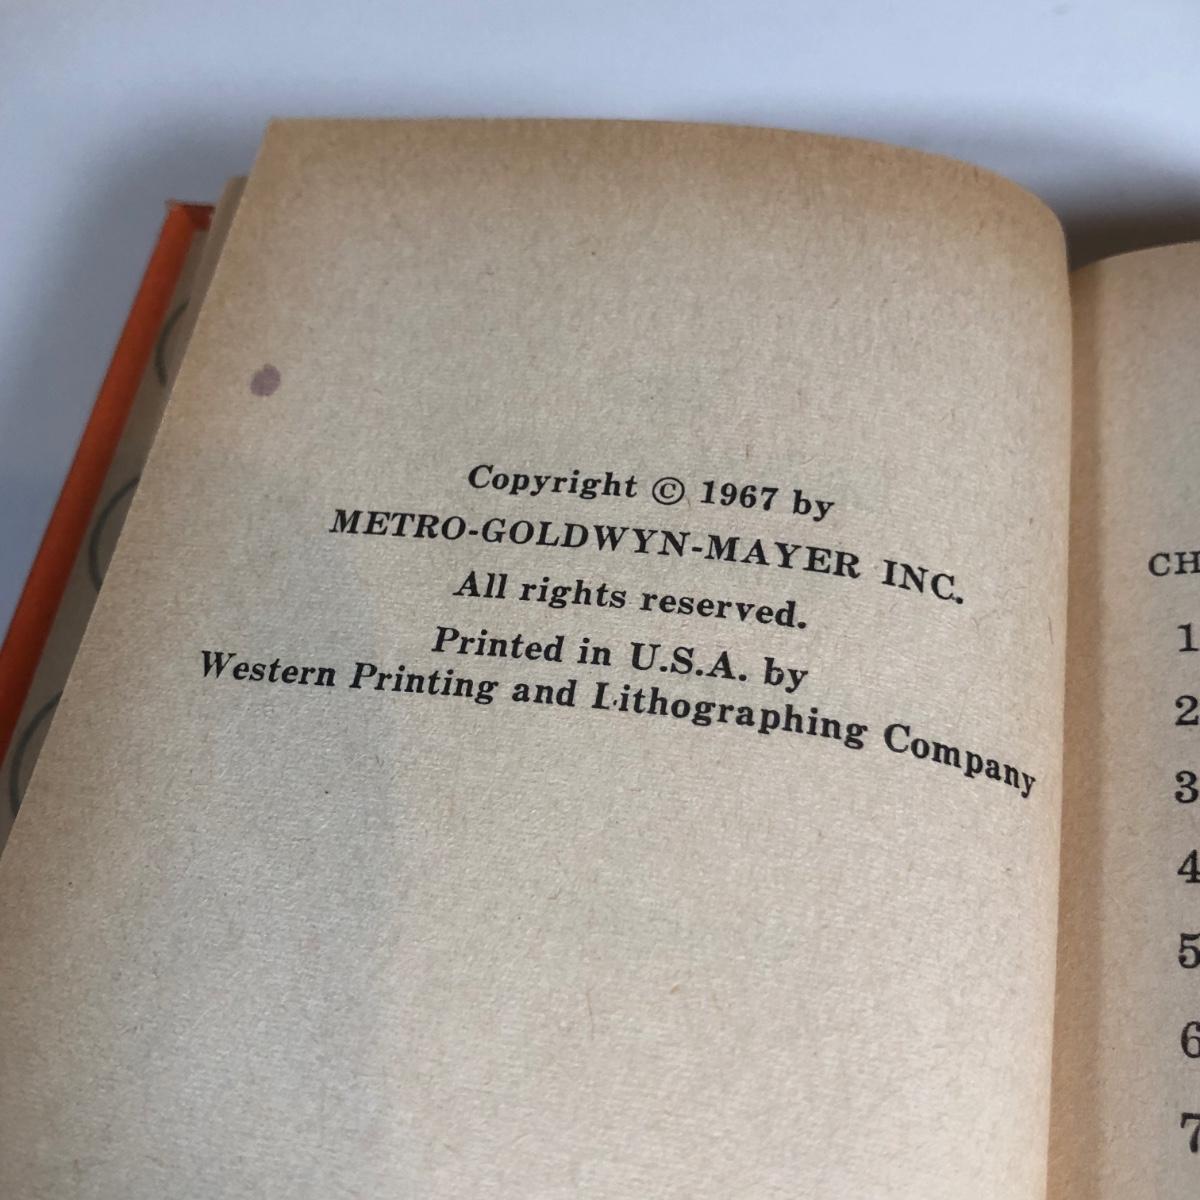 Copyright © 1967 by
METRO-GOLDWYN-MAYER INC.
All rights reserved.
Printed in U.S.A. by
Western Printing and Lithographing Company
1
2
3
4
5
6
7